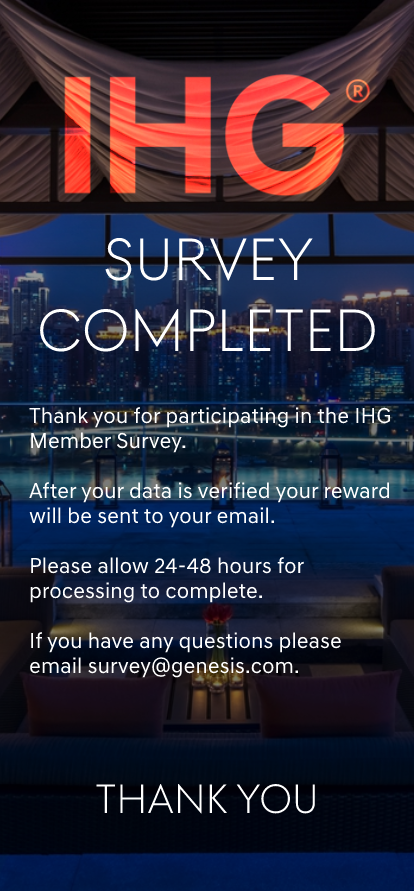 IHG®
SURVEY
COMPLETED
Thank you for participating in the IHG
Member Survey.
After your data is verified your reward
will be sent to your email.
Please allow 24-48 hours for
processing to complete.
If you have any questions please
email survey@genesis.com.
THANK YOU